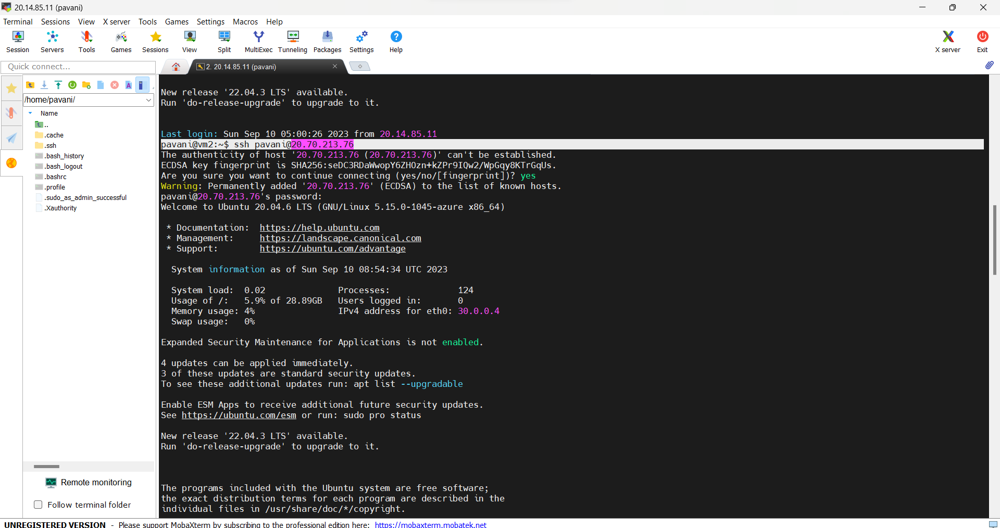 20.14.85.11 (pavani)
Terminal Sessions View X server Tools Games Settings Macros Help
Session Servers Tools Games Sessions View Split MultiExec Tunneling Packages Settings Help X server Exit
Quick connect...
2. 20.14.85.11 (pavani)
/home/pavani/
Name
..
.cache
.ssh
.bash_history
.bash_logout
.bashrc
.profile
.sudo_as_admin_successful
.Xauthority
Remote monitoring
Follow terminal folder
New release '22.04.3 LTS' available.
Run 'do-release-upgrade' to upgrade to it.
Last login: Sun Sep 10 05:00:26 2023 from 20.14.85.11
pavani@vm2:~$ ssh pavani@20.70.213.76
The authenticity of host '20.70.213.76 (20.70.213.76)' can't be established.
ECDSA key fingerprint is SHA256:seDC3RDaWwopY6ZHOzn+kZPr9IQw2/WpGqy8KTrGqUs.
Are you sure you want to continue connecting (yes/no/[fingerprint])? yes
Warning: Permanently added '20.70.213.76' (ECDSA) to the list of known hosts.
pavani@20.70.213.76's password:
Welcome to Ubuntu 20.04.6 LTS (GNU/Linux 5.15.0-1045-azure x86_64)
* Documentation: https://help.ubuntu.com
* Management: https://landscape.canonical.com
* Support: https://ubuntu.com/advantage
System information as of Sun Sep 10 08:54:34 UTC 2023
System load: 0.02 Processes: 124
Usage of /: 5.9% of 28.89GB Users logged in: 0
Memory usage: 4% IPv4 address for eth0: 30.0.0.4
Swap usage: 0%
Expanded Security Maintenance for Applications is not enabled.
4 updates can be applied immediately.
3 of these updates are standard security updates.
To see these additional updates run: apt list --upgradable
Enable ESM Apps to receive additional future security updates.
See https://ubuntu.com/esm or run: sudo pro status
New release '22.04.3 LTS' available.
Run 'do-release-upgrade' to upgrade to it.
The programs included with the Ubuntu system are free software;
the exact distribution terms for each program are described in the
individual files in /usr/share/doc/*/copyright.
UNREGISTERED VERSION - Please support MobaXterm by subscribing to the professional edition here: https://mobaxterm.mobatek.net